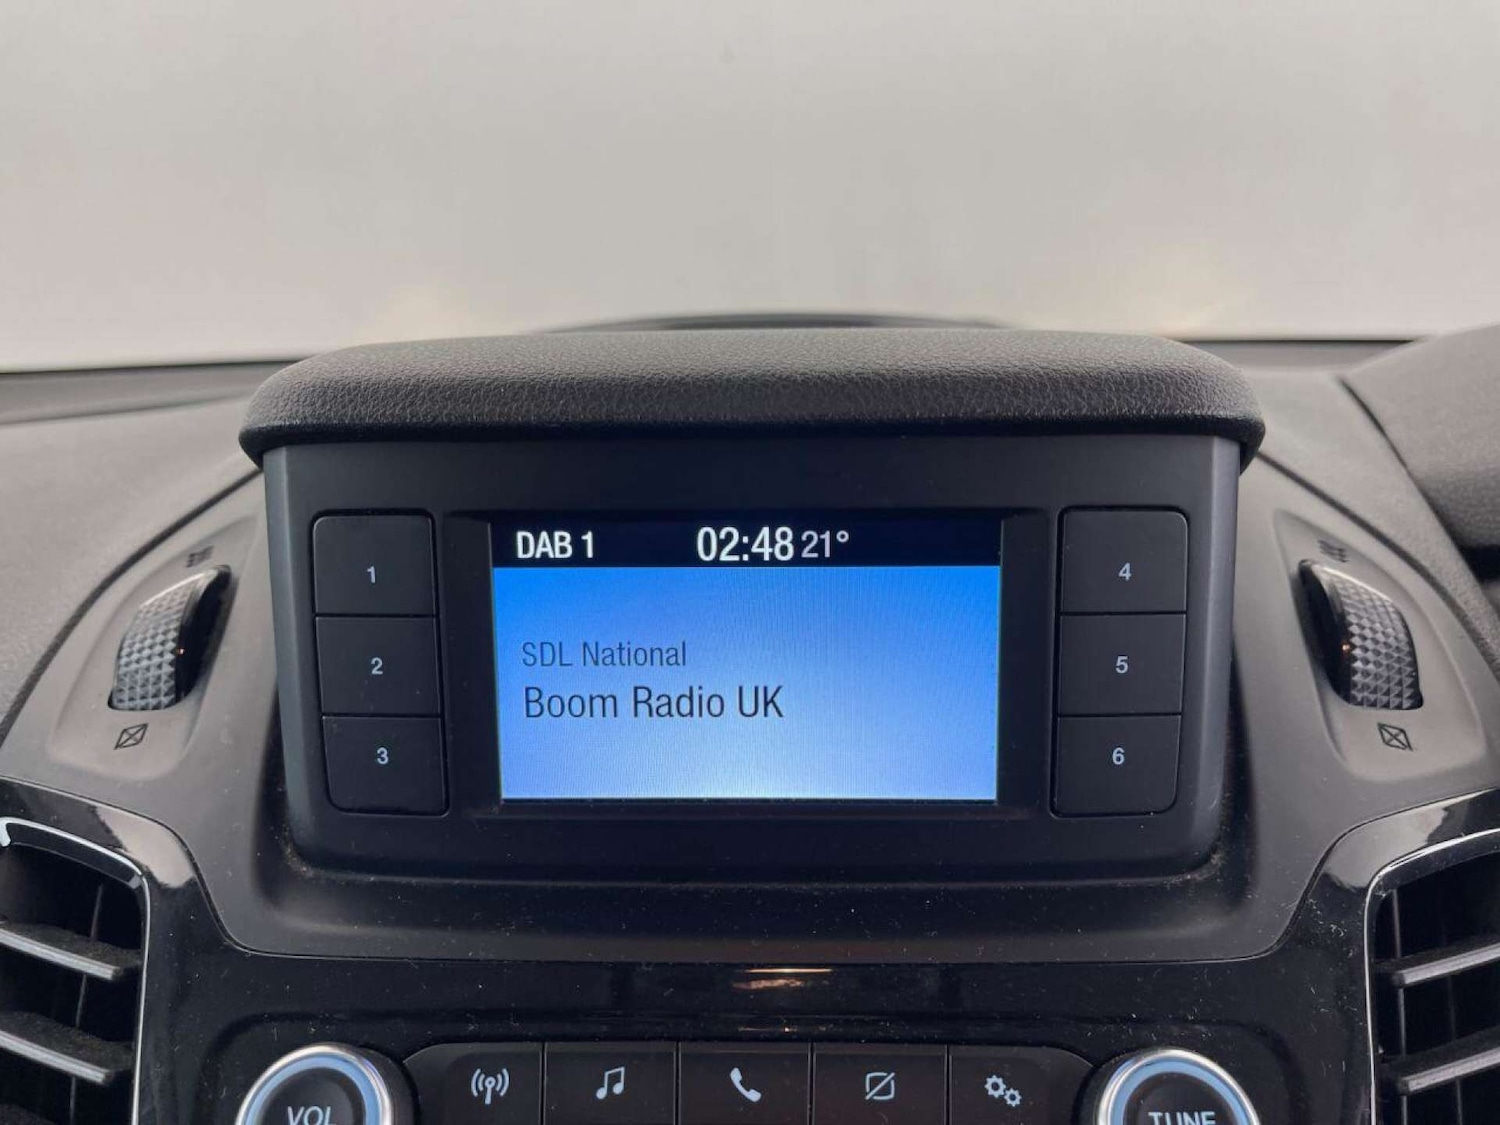 DAB 1 02:48 21°
SDL National
Boom Radio UK
1
2
3
4
5
6
VOL
TUNE